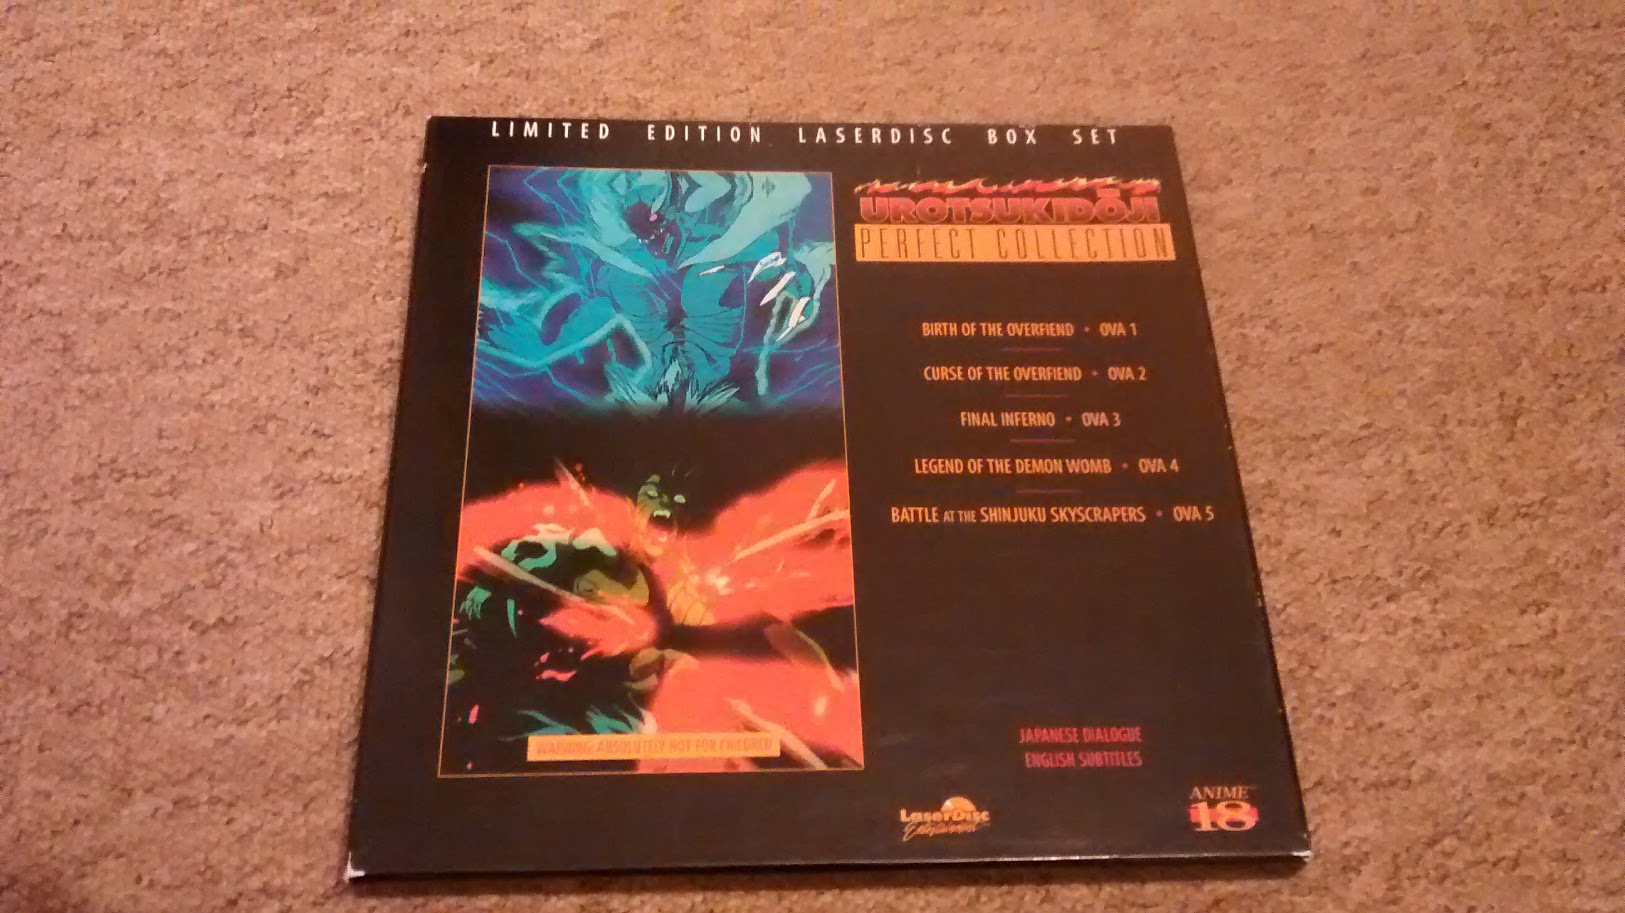 LIMITED EDITION LASERDISC BOX SET
UROTSUKIDŌJI
PERFECT COLLECTION
BIRTH OF THE OVERFIEND • OVA 1
CURSE OF THE OVERFIEND • OVA 2
FINAL INFERNO • OVA 3
LEGEND OF THE DEMON WOMB • OVA 4
BATTLE AT THE SHINJUKU SKYSCRAPERS • OVA 5
WARNING: ABSOLUTELY NOT FOR CHILDREN
JAPANESE DIALOGUE
ENGLISH SUBTITLES
LaserDisc
Entertainment
ANIME™
18